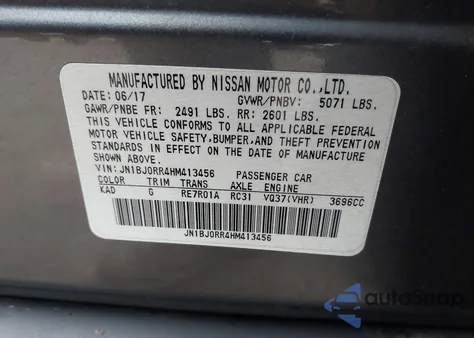 MANUFACTURED BY NISSAN MOTOR CO.,LTD.
DATE: 06/17 GVWR/PNBV: 5071 LBS.
GAWR/PNBE FR: 2491 LBS. RR: 2601 LBS.
THIS VEHICLE CONFORMS TO ALL APPLICABLE FEDERAL
MOTOR VEHICLE SAFETY,BUMPER,AND THEFT PREVENTION
STANDARDS IN EFFECT ON THE DATE OF MANUFACTURE
SHOWN ABOVE.
VIN: JN1BJ0RR4HM413456 PASSENGER CAR
COLOR TRIM TRANS AXLE ENGINE
KAD G RE7R01A RC31 VQ37(VHR) 3696CC
JN1BJ0RR4HM413456
autoSnap